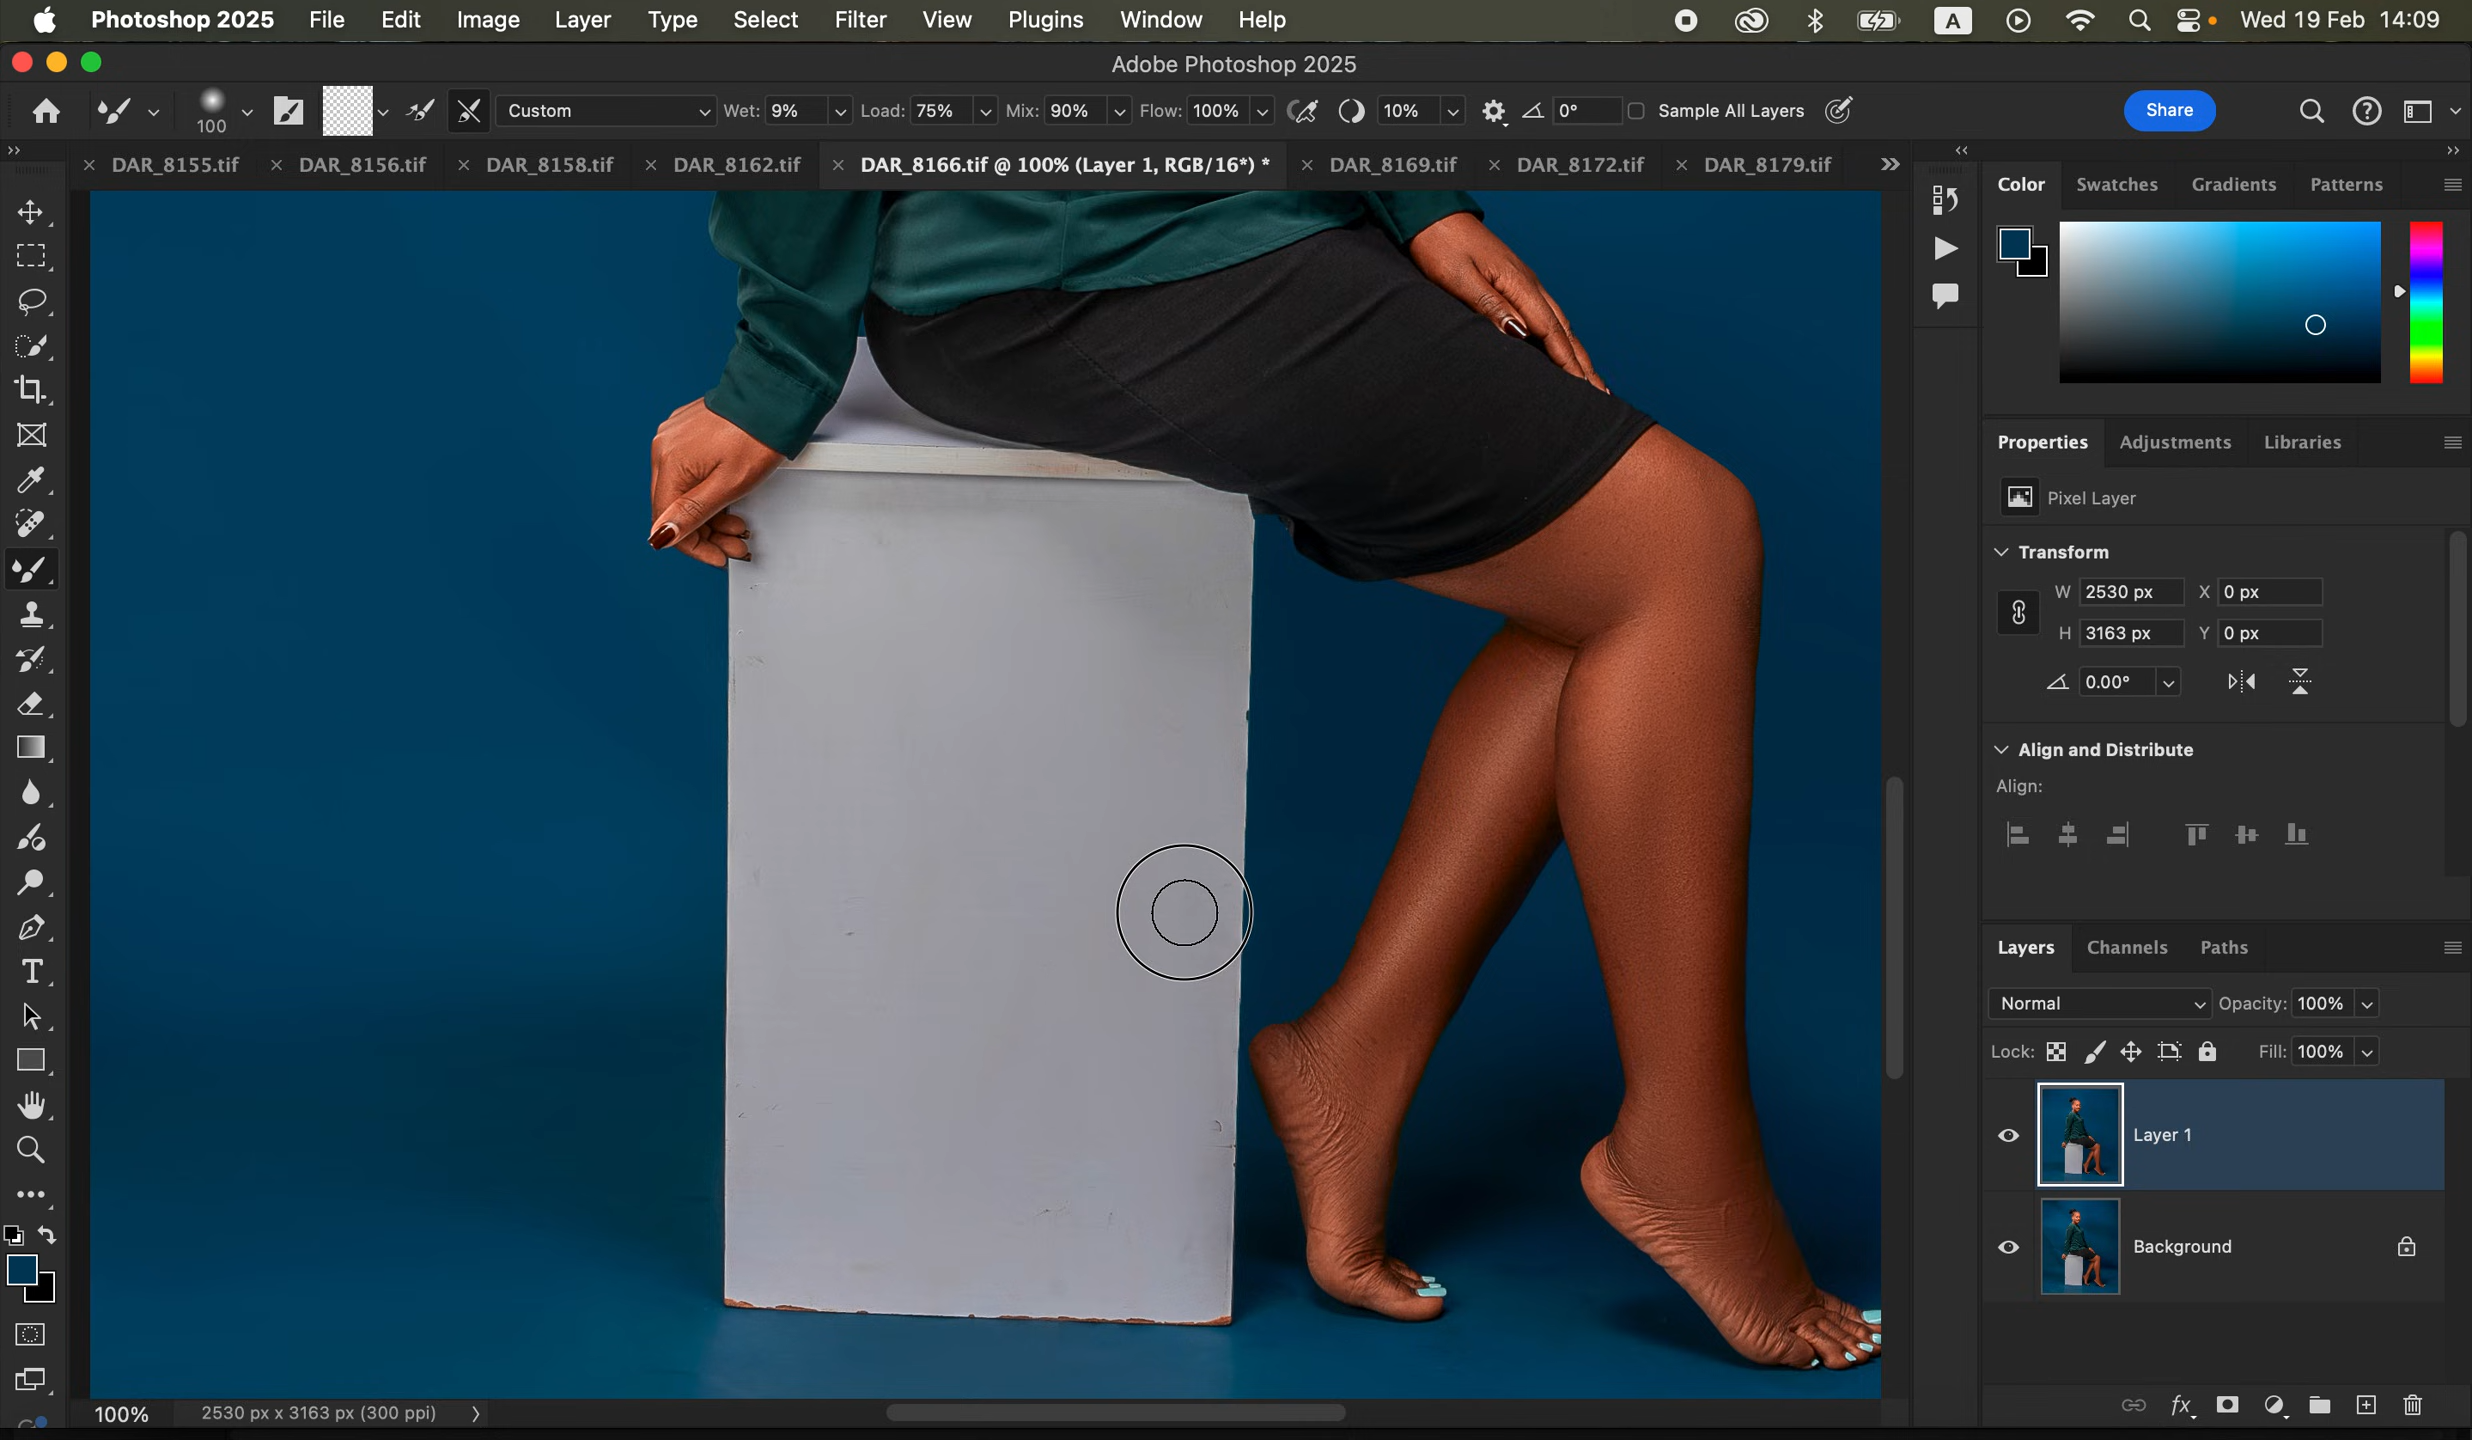 Photoshop 2025 File Edit Image Layer Type Select Filter View Plugins Window Help A Wed 19 Feb 14:09
Adobe Photoshop 2025
100 Custom Wet: 9% Load: 75% Mix: 90% Flow: 100% 10% 0° Sample All Layers Share
DAR_8155.tif DAR_8156.tif DAR_8158.tif DAR_8162.tif DAR_8166.tif @ 100% (Layer 1, RGB/16*) * DAR_8169.tif DAR_8172.tif DAR_8179.tif
Color Swatches Gradients Patterns
Properties Adjustments Libraries
Pixel Layer
Transform
W 2530 px X 0 px
H 3163 px Y 0 px
0.00°
Align and Distribute
Align:
Layers Channels Paths
Normal Opacity: 100%
Lock: Fill: 100%
Layer 1
Background
100% 2530 px x 3163 px (300 ppi)